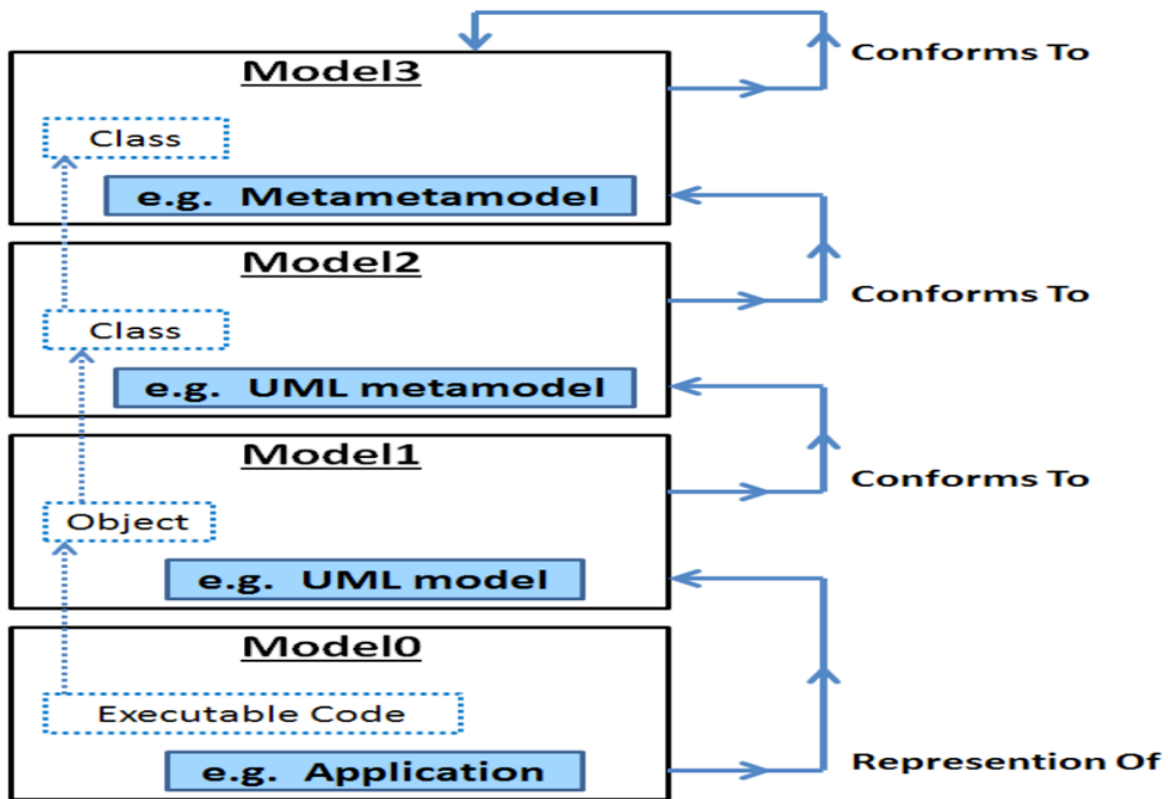 Model3
Conforms To
Class
e.g. Metametamodel
Model2
Conforms To
Class
e.g. UML metamodel
Model1
Conforms To
Object
e.g. UML model
Model0
Executable Code
e.g. Application
Represention Of